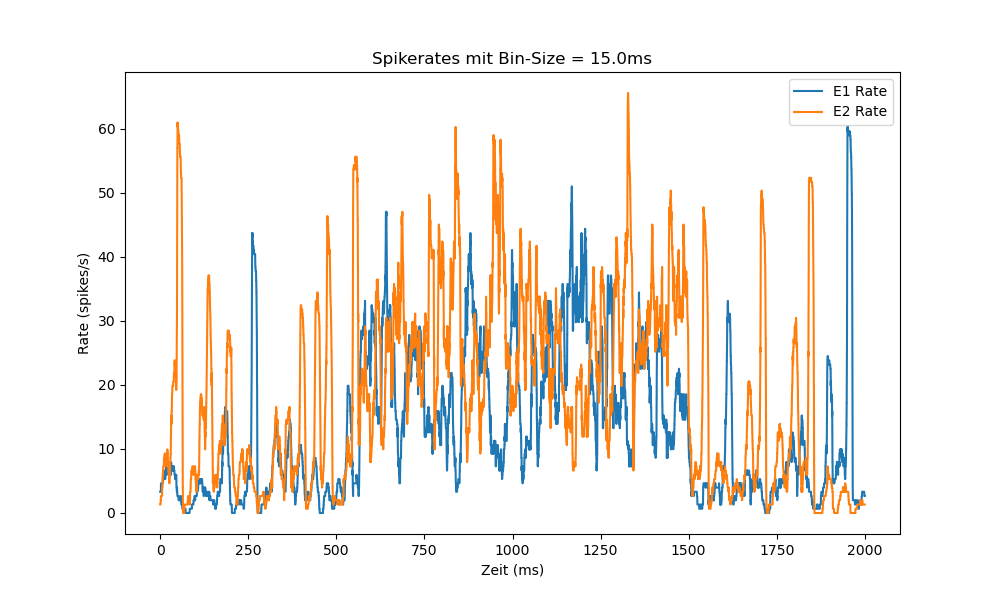 Spikerates mit Bin-Size = 15.0ms
E1 Rate
E2 Rate
Rate (spikes/s)
60
50
40
30
20
10
0
0 250 500 750 1000 1250 1500 1750 2000
Zeit (ms)